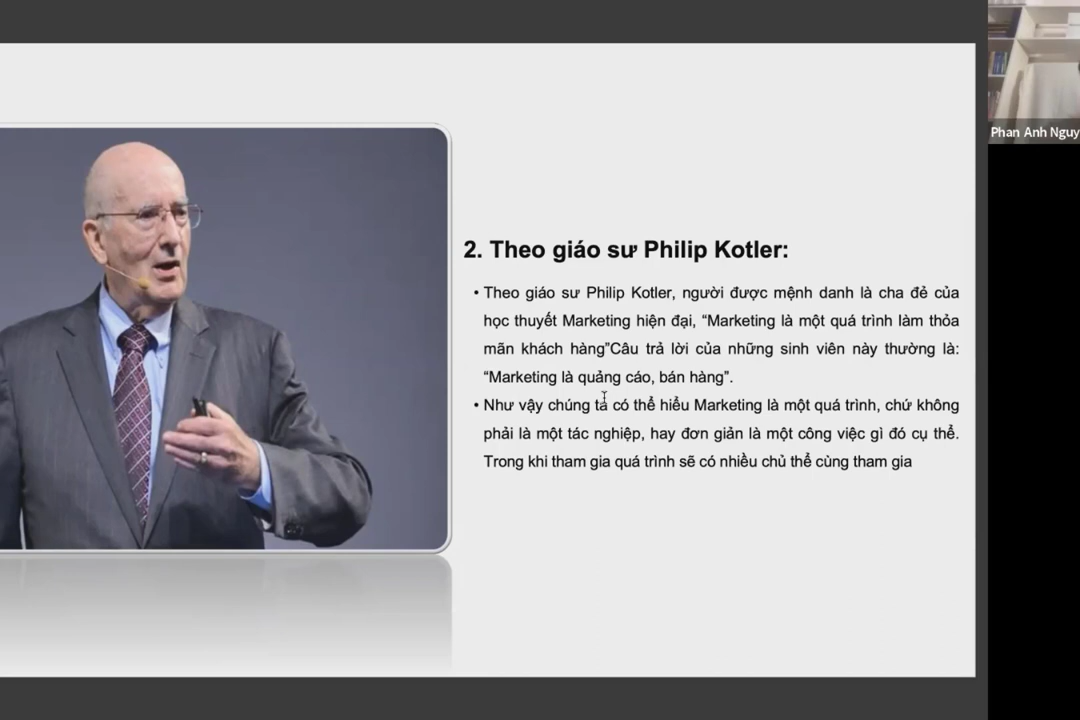 Phan Anh Nguy
2. Theo giáo sư Philip Kotler:
• Theo giáo sư Philip Kotler, người được mệnh danh là cha đẻ của
học thuyết Marketing hiện đại, “Marketing là một quá trình làm thỏa
mãn khách hàng”Câu trả lời của những sinh viên này thường là:
“Marketing là quảng cáo, bán hàng”.
• Như vậy chúng ta có thể hiểu Marketing là một quá trình, chứ không
phải là một tác nghiệp, hay đơn giản là một công việc gì đó cụ thể.
Trong khi tham gia quá trình sẽ có nhiều chủ thể cùng tham gia